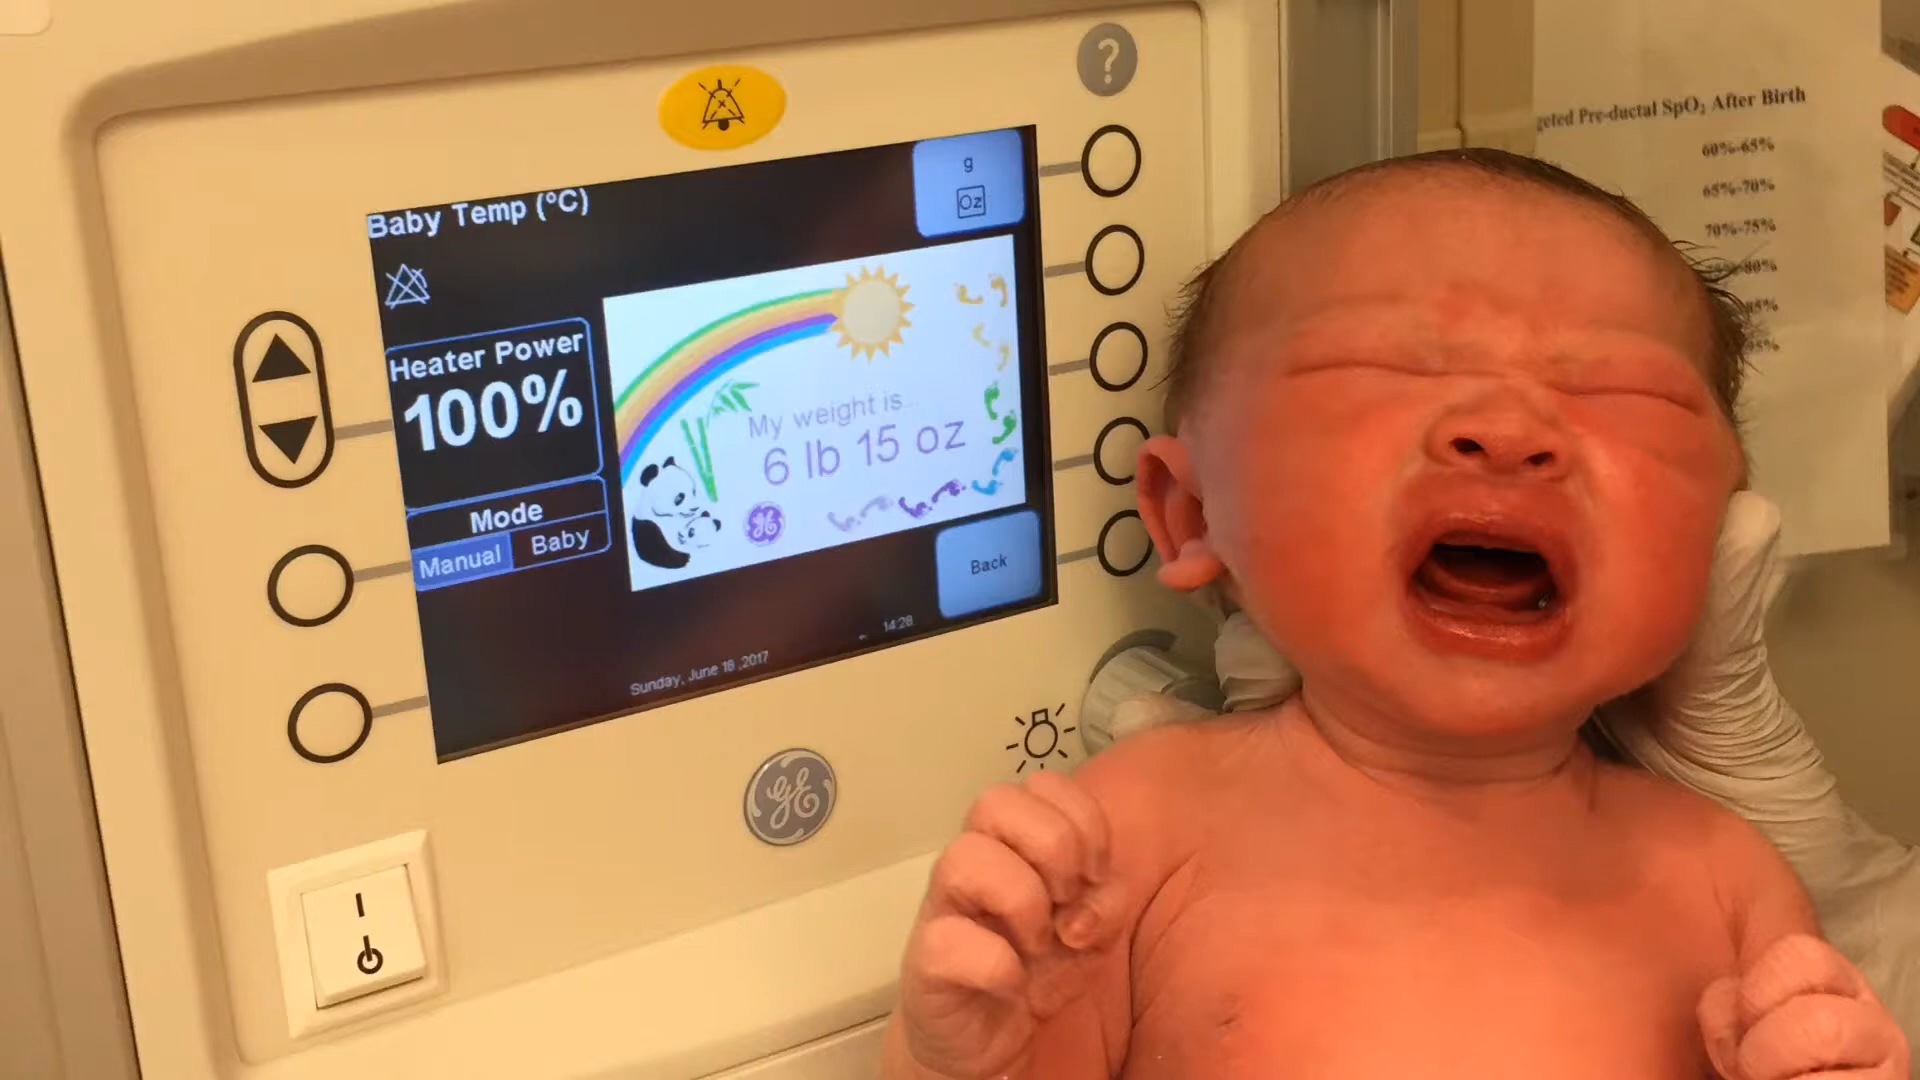 Baby Temp (°C)
g
Oz
Heater Power
100%
My weight is...
6 lb 15 oz
Mode
Manual Baby
Back
14:28
Sunday, June 18 ,2017
GE
?
Pre-ductal SpO₂ After Birth
60%-65%
65%-70%
70%-75%